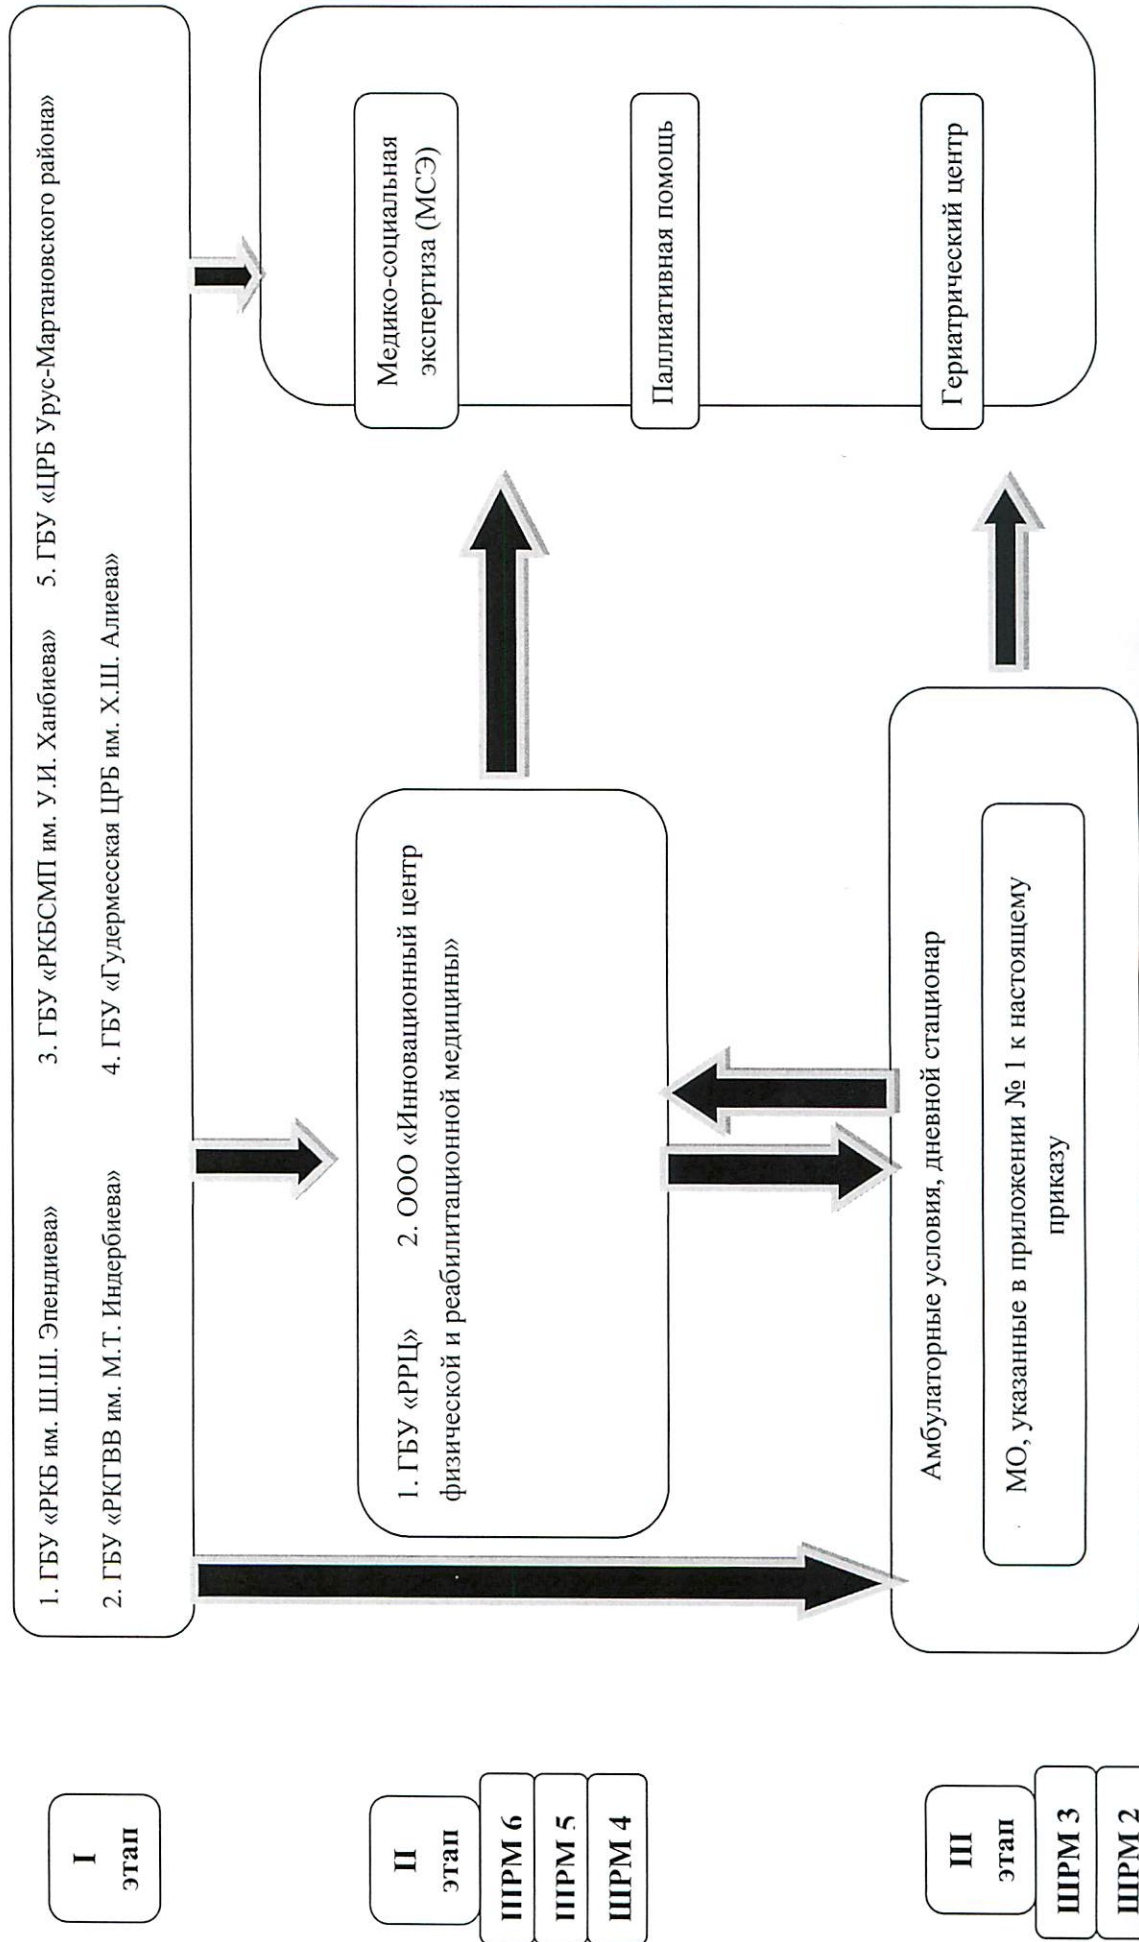 I
этап
1. ГБУ «РКБ им. Ш.Ш. Эпендиева»
3. ГБУ «РКБСМП им. У.И. Ханбиева»
5. ГБУ «ЦРБ Урус-Мартановского района»
2. ГБУ «РКГВВ им. М.Т. Индербиева»
4. ГБУ «Гудермесская ЦРБ им. Х.Ш. Алиева»
II
этап
ШРМ 6
ШРМ 5
ШРМ 4
1. ГБУ «РРЦ»
2. ООО «Инновационный центр
физической и реабилитационной медицины»
Медико-социальная
экспертиза (МСЭ)
Паллиативная помощь
Гериатрический центр
III
этап
ШРМ 3
ШРМ 2
Амбулаторные условия, дневной стационар
МО, указанные в приложении № 1 к настоящему
приказу